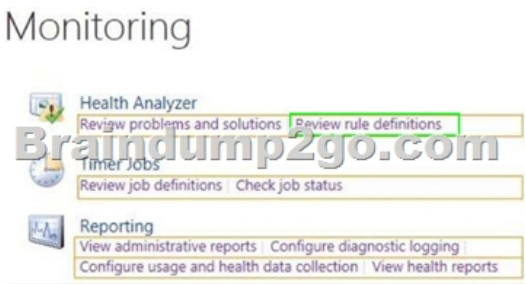 Monitoring
Health Analyzer
Review problems and solutions Review rule definitions
Braindump2go.com
Timer Jobs
Review job definitions Check job status
Reporting
View administrative reports Configure diagnostic logging
Configure usage and health data collection View health reports